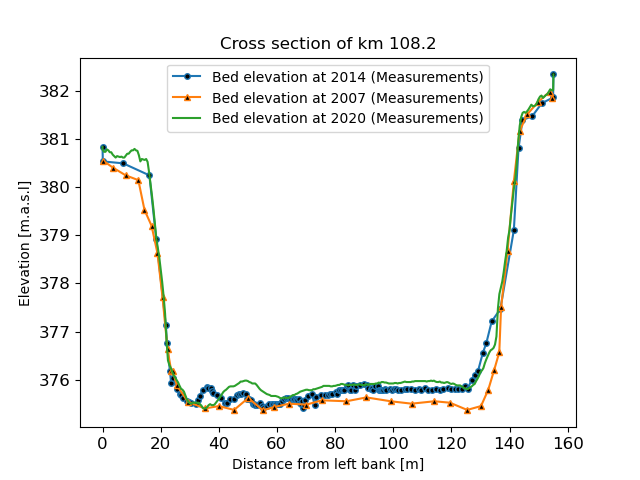 Cross section of km 108.2
Bed elevation at 2014 (Measurements)
Bed elevation at 2007 (Measurements)
Bed elevation at 2020 (Measurements)
Elevation [m.a.s.l]
382
381
380
379
378
377
376
0 20 40 60 80 100 120 140 160
Distance from left bank [m]